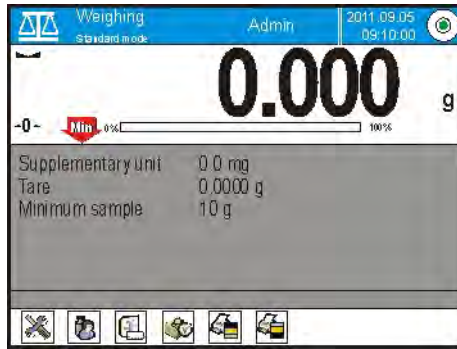 Weighing
Standard mode
Admin
2011.09.05
09:10:00
0.000 g
-0-
Min 0% 100%
Supplementary unit 0.0 mg
Tare 0.0000 g
Minimum sample 10 g